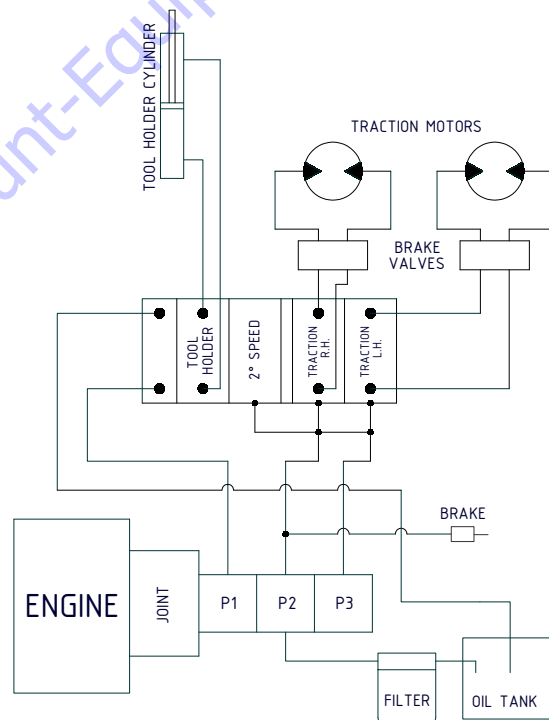 TOOL HOLDER CYLINDER
TRACTION MOTORS
BRAKE
VALVES
TOOL
HOLDER
2° SPEED
TRACTION
R.H.
TRACTION
L.H.
BRAKE
ENGINE
JOINT
P1
P2
P3
FILTER
OIL TANK